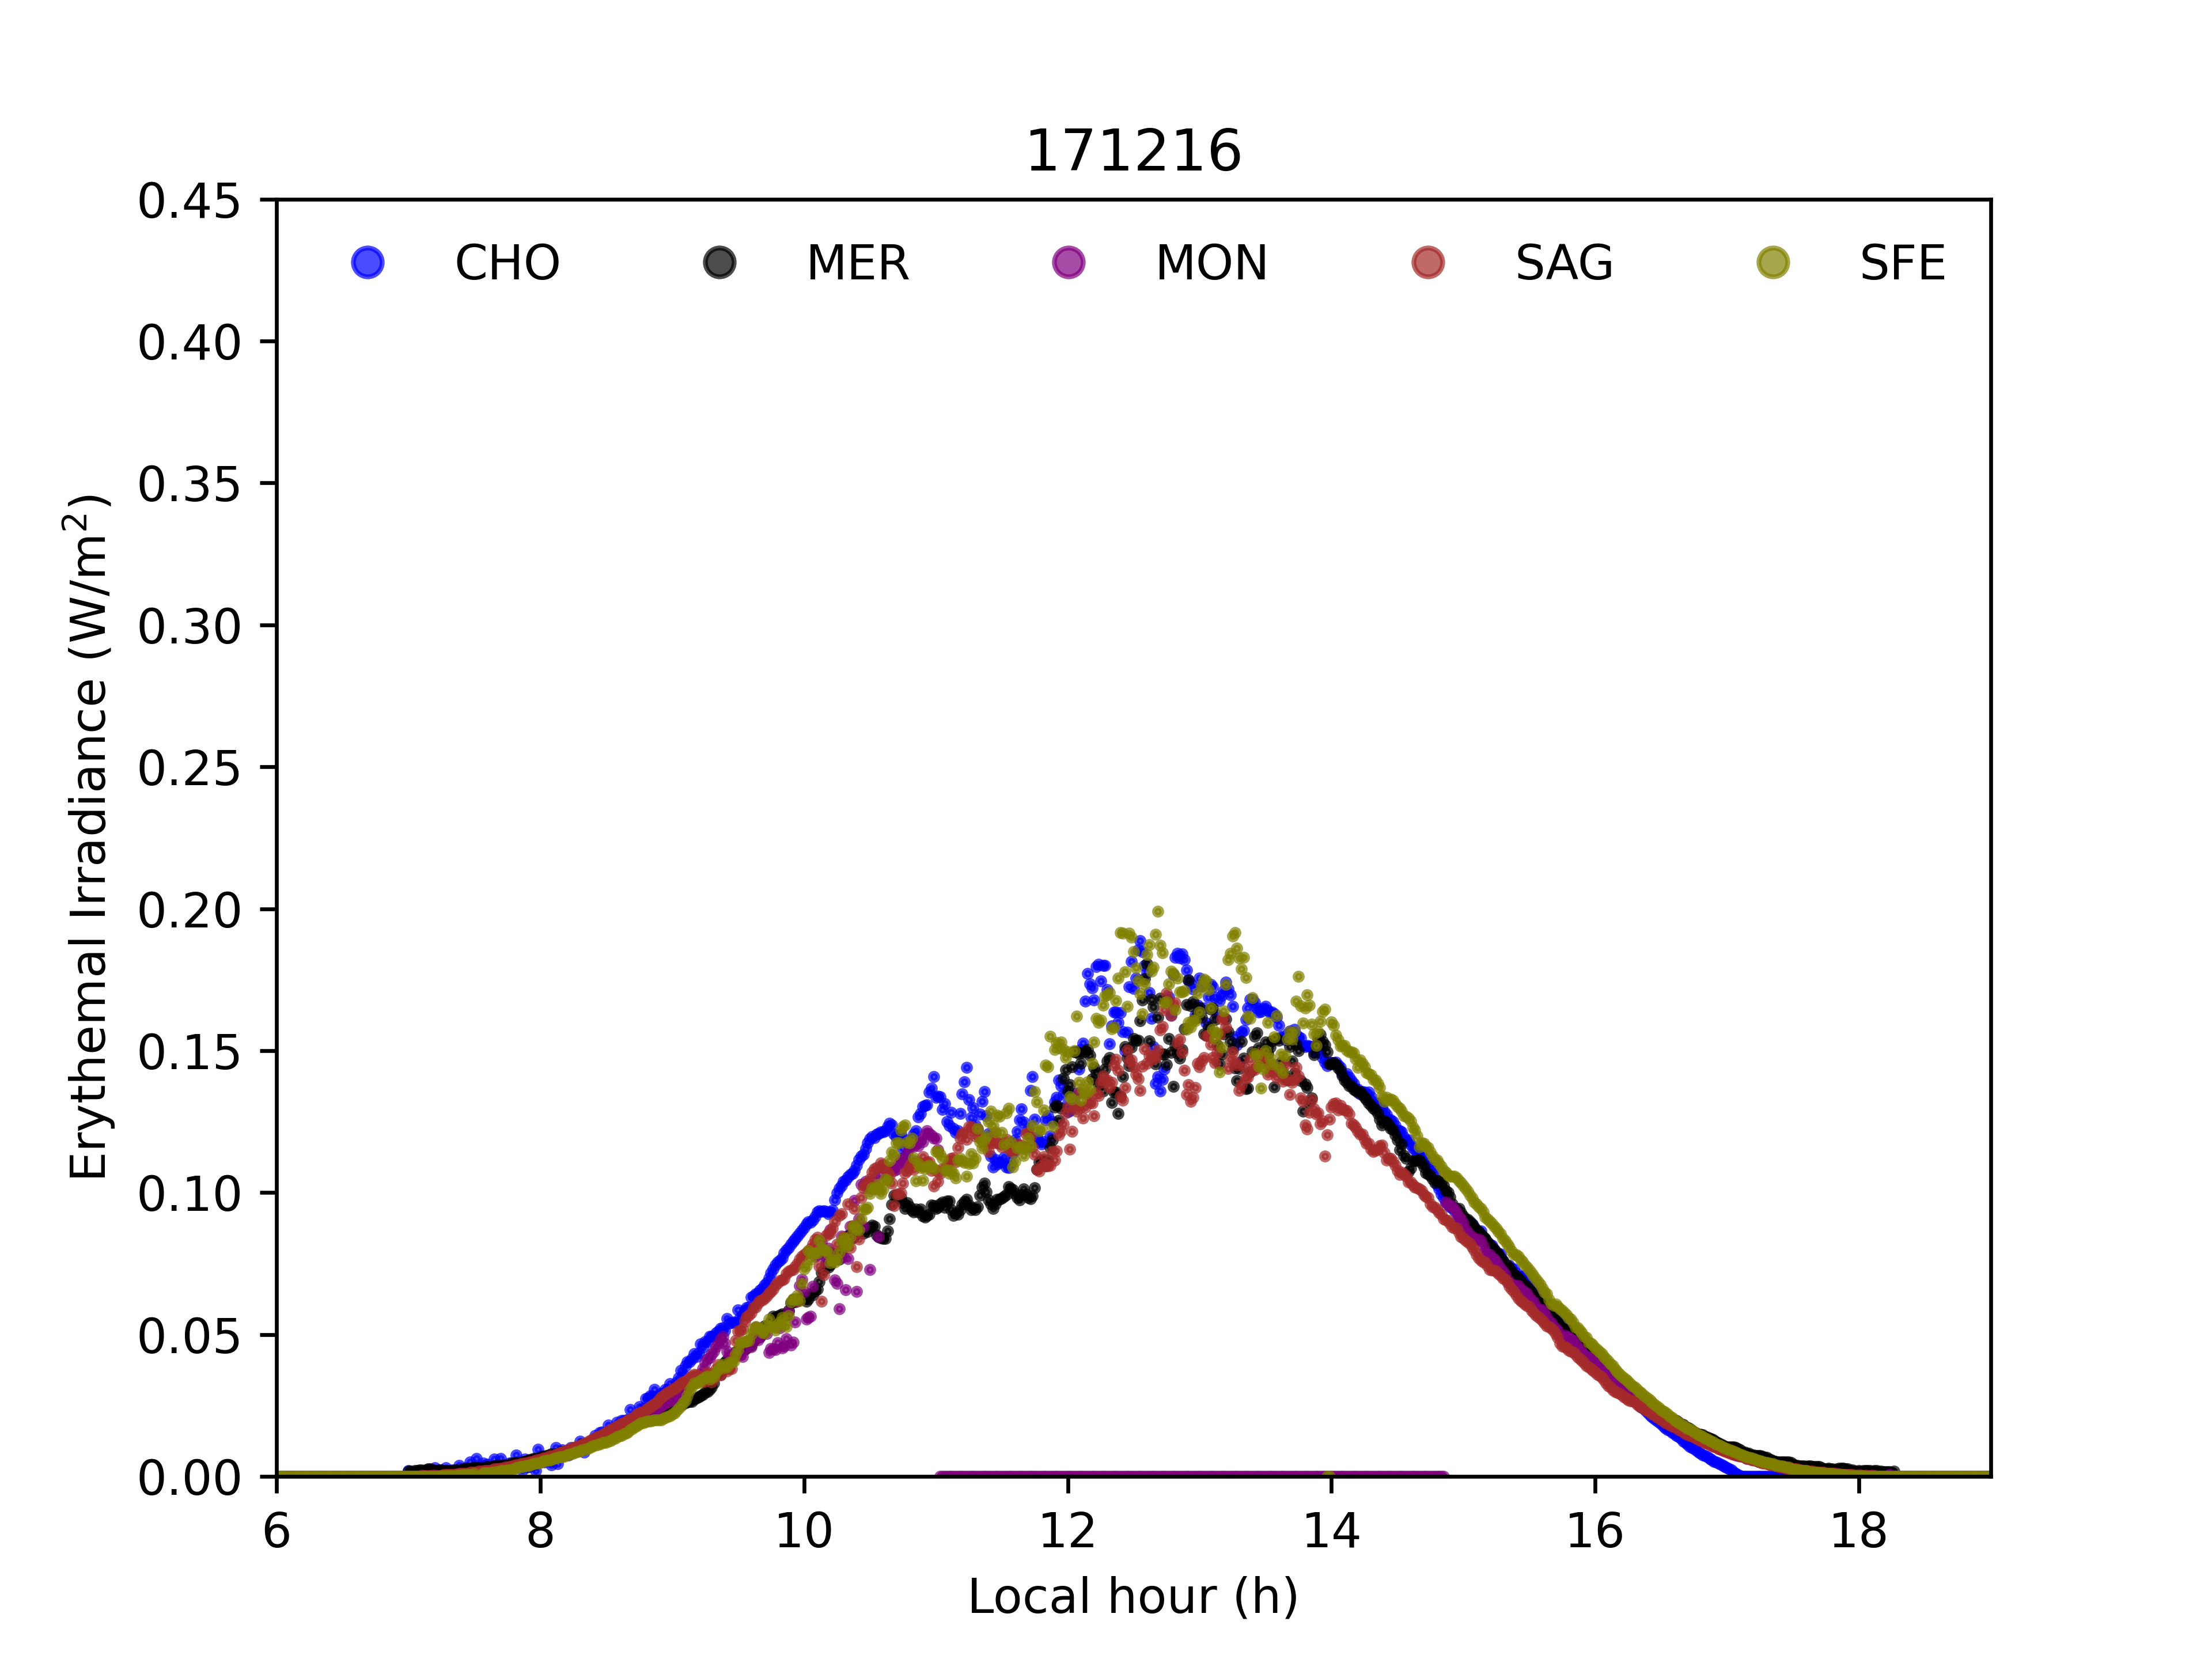 171216
CHO MER MON SAG SFE
0.45
0.40
0.35
0.30
0.25
0.20
0.15
0.10
0.05
0.00
Erythemal Irradiance (W/m²)
6 8 10 12 14 16 18
Local hour (h)